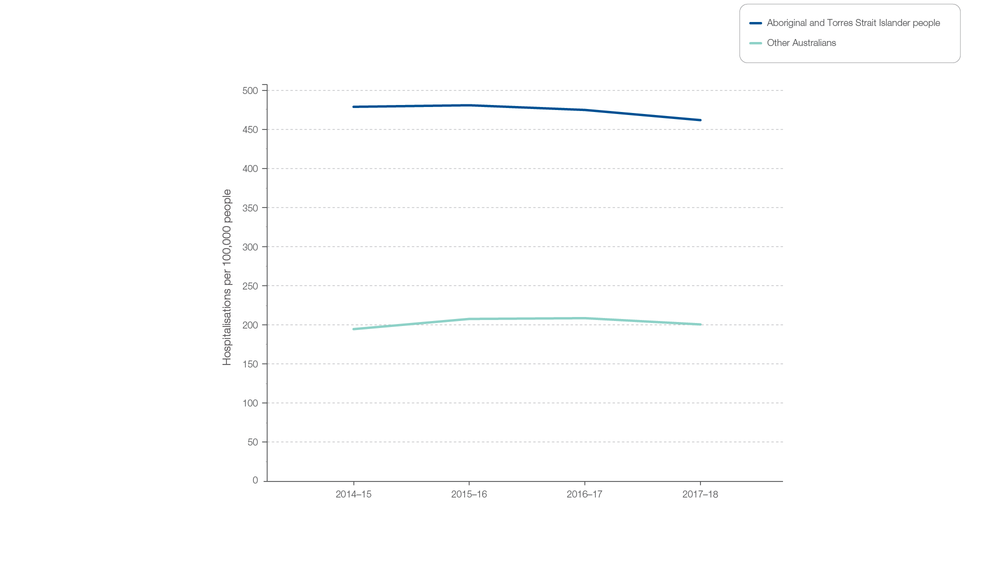 Aboriginal and Torres Strait Islander people
Other Australians
Hospitalisations per 100,000 people
500
450
400
350
300
250
200
150
100
50
0
2014–15 2015–16 2016–17 2017–18